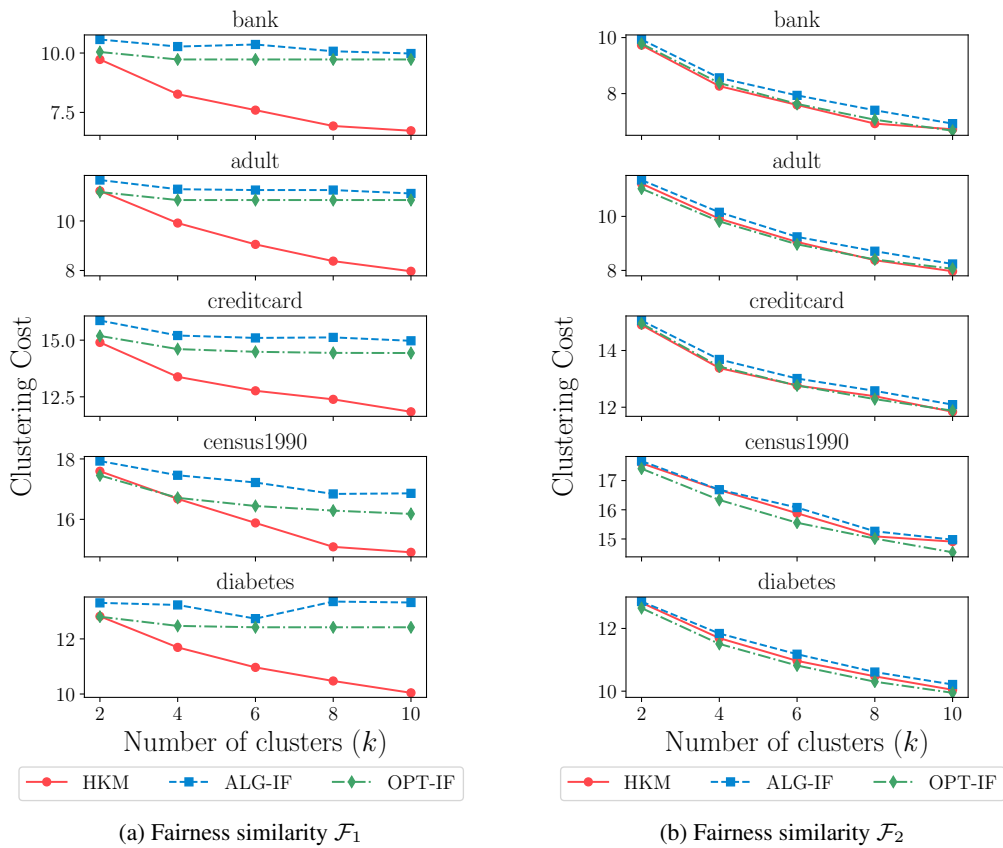 bank
10.0
7.5
adult
10
8
creditcard
15.0
12.5
census1990
18
16
diabetes
12
10
2 4 6 8 10
Clustering Cost
Number of clusters (k)
HKM ALG-IF OPT-IF
(a) Fairness similarity F₁
bank
10
8
adult
10
8
creditcard
14
12
census1990
17
16
15
diabetes
12
10
2 4 6 8 10
Clustering Cost
Number of clusters (k)
HKM ALG-IF OPT-IF
(b) Fairness similarity F₂